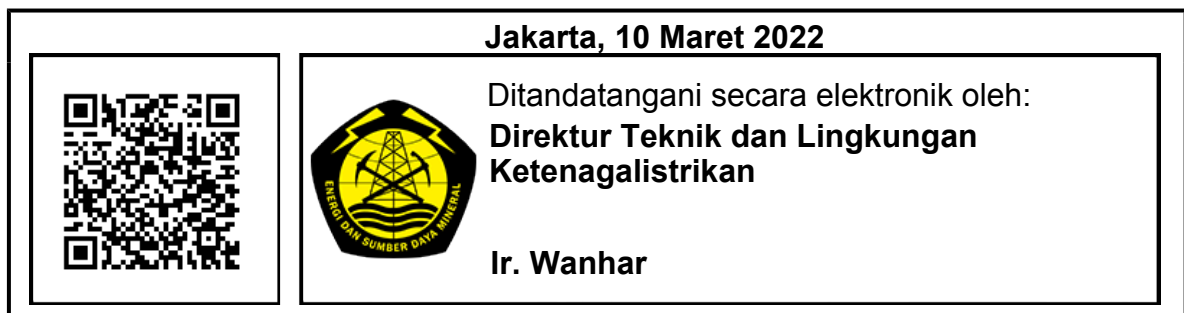 Jakarta, 10 Maret 2022
Ditandatangani secara elektronik oleh:
Direktur Teknik dan Lingkungan
Ketenagalistrikan
ENERGI DAN SUMBER DAYA MINERAL
Ir. Wanhar